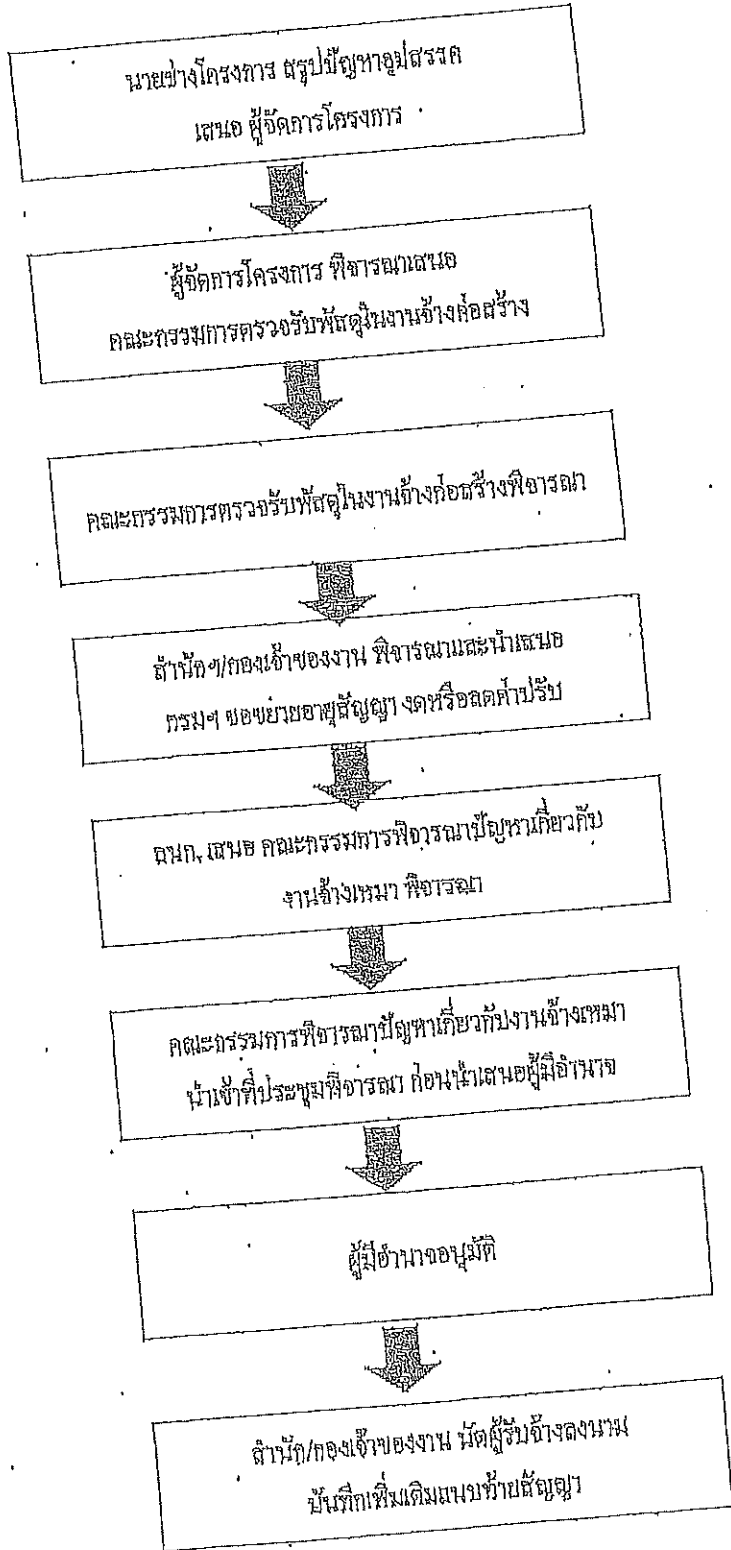 นายช่างโครงการ สรุปปัญหาอุปสรรค
เสนอ ผู้จัดการโครงการ
ผู้จัดการโครงการ พิจารณาเสนอ
คณะกรรมการตรวจรับพัสดุในงานจ้างก่อสร้าง
คณะกรรมการตรวจรับพัสดุในงานจ้างก่อสร้างพิจารณา
สำนักฯ/กองเจ้าของงาน พิจารณาและนำเสนอ
กรมฯ ขอขยายอายุสัญญา งดหรือลดค่าปรับ
สนก. เสนอ คณะกรรมการพิจารณาปัญหาเกี่ยวกับ
งานจ้างเหมา พิจารณา
คณะกรรมการพิจารณาปัญหาเกี่ยวกับงานจ้างเหมา
นำเข้าที่ประชุมพิจารณา ก่อนนำเสนอผู้มีอำนาจ
ผู้มีอำนาจอนุมัติ
สำนัก/กองเจ้าของงาน นัดผู้รับจ้างลงนาม
บันทึกเพิ่มเติมแนบท้ายสัญญา